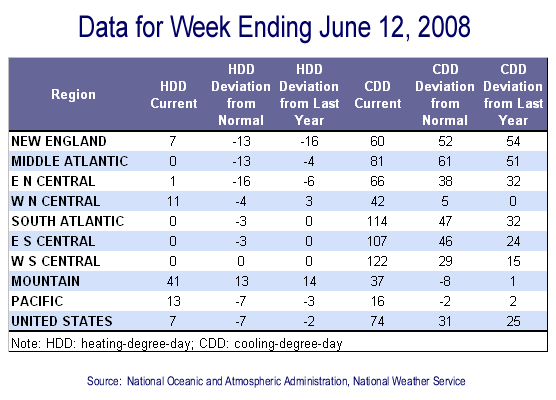 Data for Week Ending June 12, 2008
Region HDD Current HDD Deviation from Normal HDD Deviation from Last Year CDD Current CDD Deviation from Normal CDD Deviation from Last Year
NEW ENGLAND 7 -13 -16 60 52 54
MIDDLE ATLANTIC 0 -13 -4 81 61 51
E N CENTRAL 1 -16 -6 66 38 32
W N CENTRAL 11 -4 3 42 5 0
SOUTH ATLANTIC 0 -3 0 114 47 32
E S CENTRAL 0 -3 0 107 46 24
W S CENTRAL 0 0 0 122 29 15
MOUNTAIN 41 13 14 37 -8 1
PACIFIC 13 -7 -3 16 -2 2
UNITED STATES 7 -7 -2 74 31 25
Note: HDD: heating-degree-day; CDD: cooling-degree-day
Source: National Oceanic and Atmospheric Administration, National Weather Service